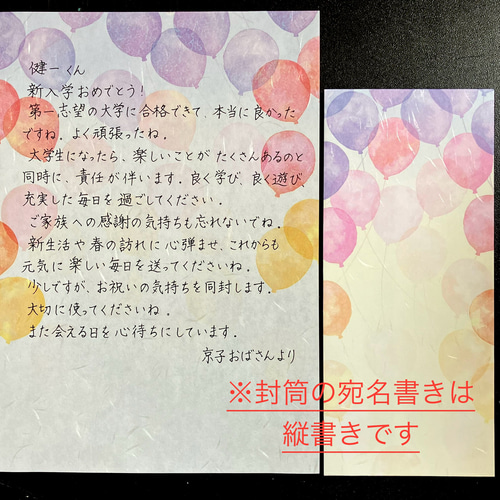 健一くん
新入学おめでとう！
第一志望の大学に合格できて、本当に良かった
ですね。よく頑張ったね。
大学生になったら、楽しいことがたくさんあるのと
同時に、責任が伴います。良く学び、良く遊び、
充実した毎日を過ごしてください。
ご家族への感謝の気持ちも忘れないでね。
新生活や春の訪れに心弾ませ、これからも
元気に楽しい毎日を送ってくださいね。
少しですが、お祝いの気持ちを同封します。
大切に使ってくださいね。
また会える日を心待ちにしています。
京子おばさんより
※封筒の宛名書きは
縦書きです